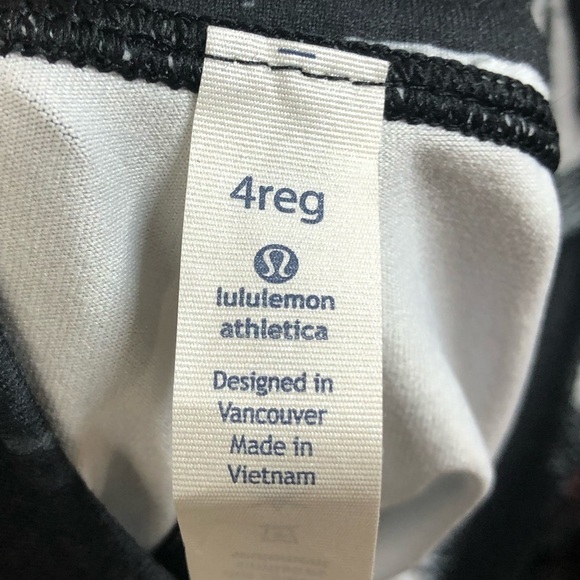 4reg
lululemon
athletica
Designed in
Vancouver
Made in
Vietnam